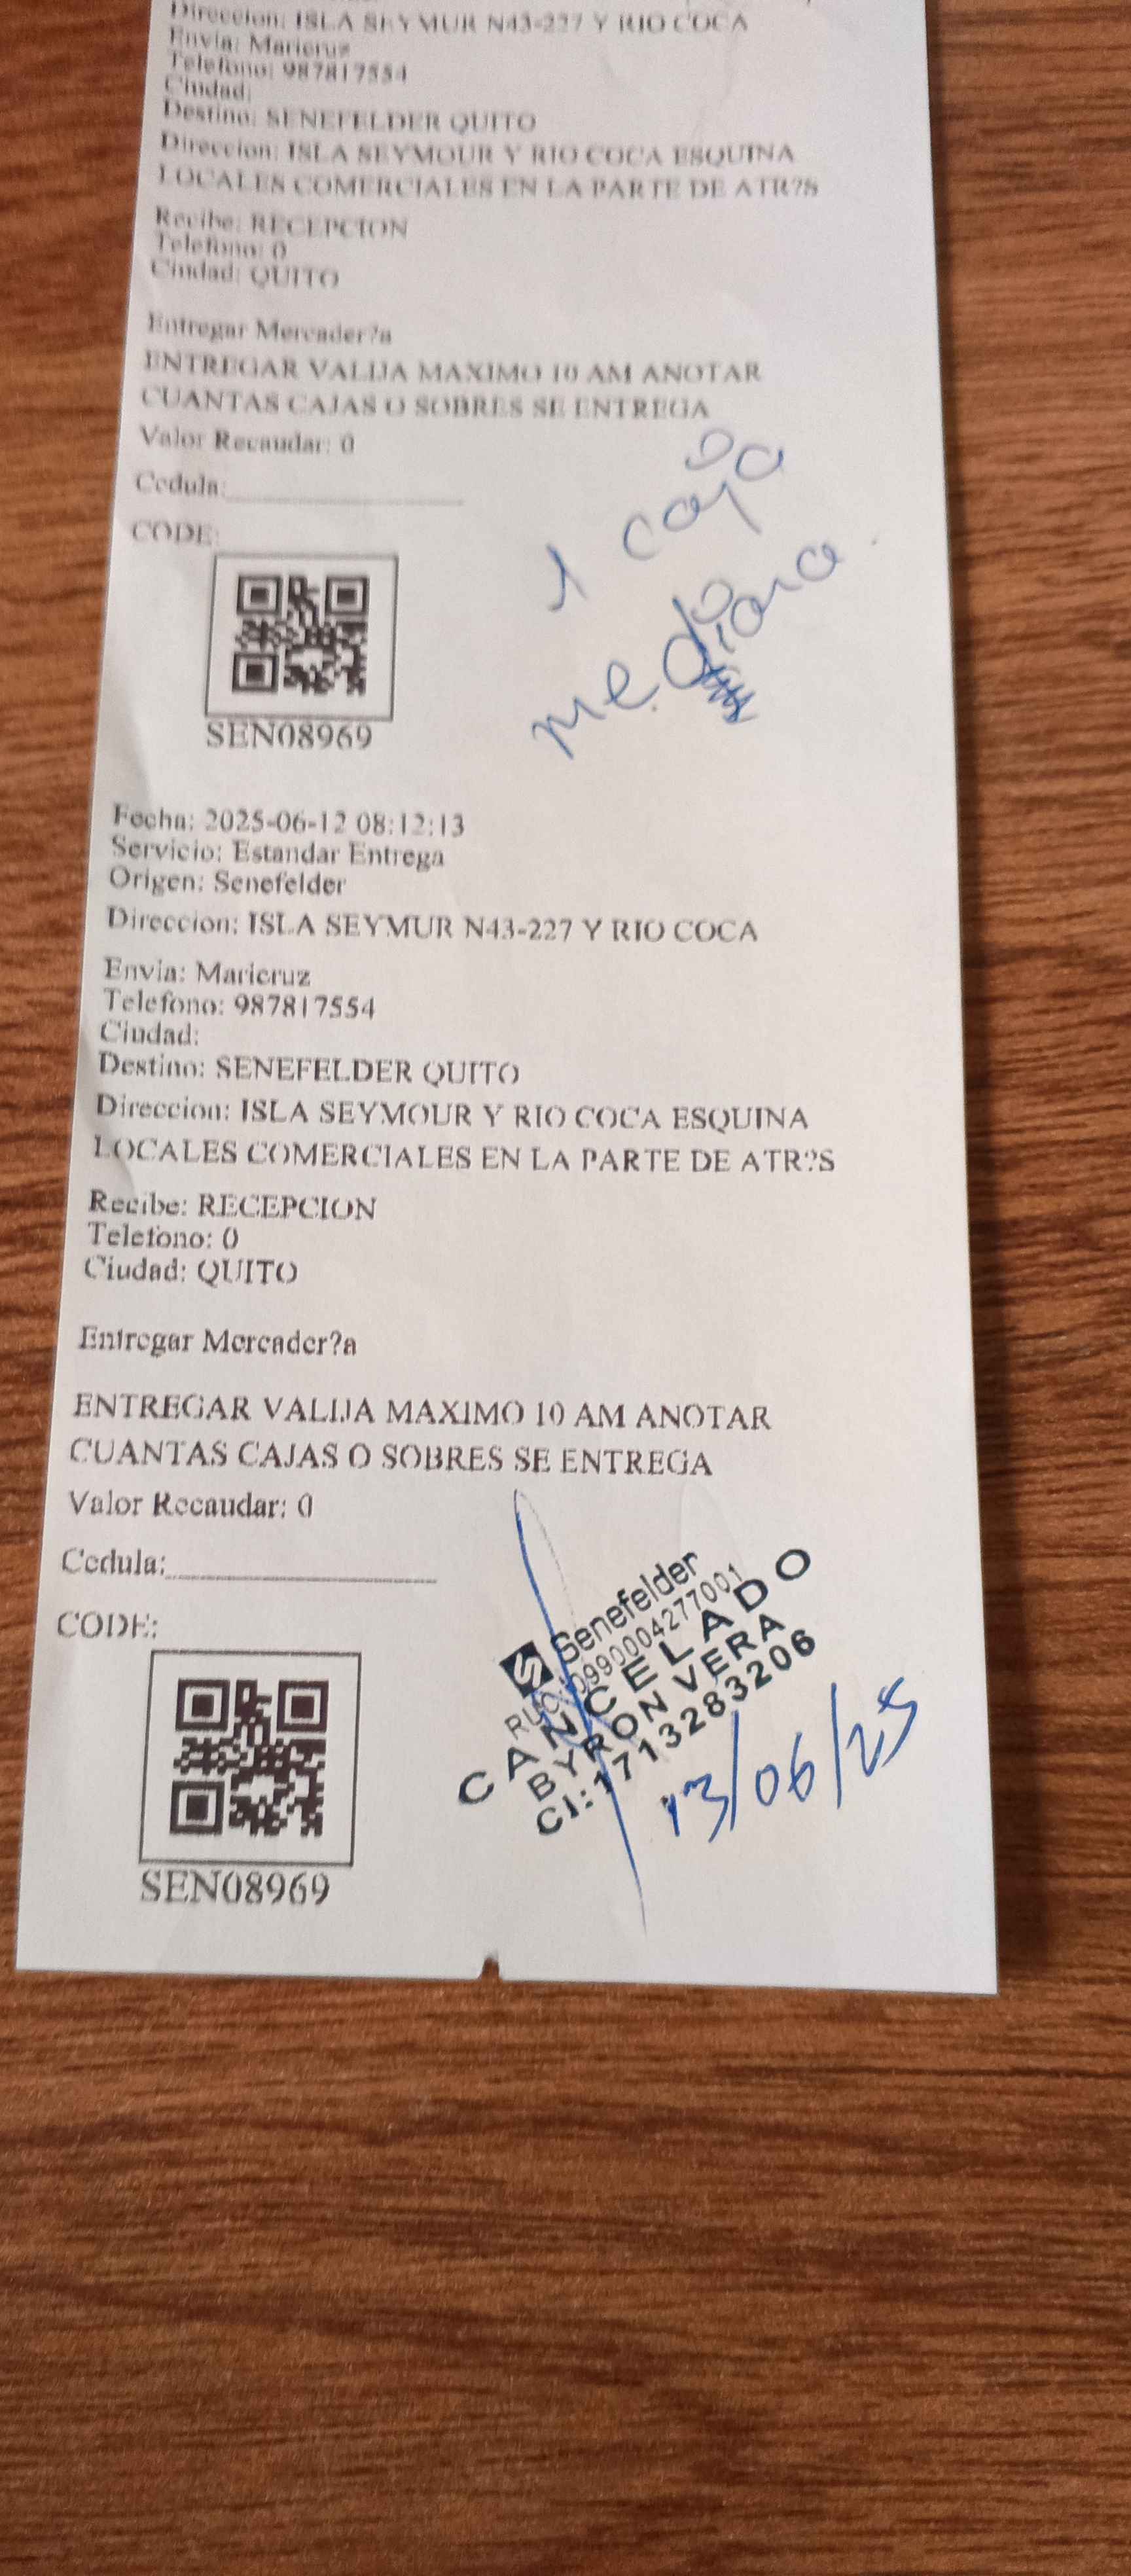 Direccion: ISLA SEYMUR N43-227 Y RIO COCA
Envia: Maricruz
Telefono: 987817554
Ciudad:
Destino: SENEFELDER QUITO
Direccion: ISLA SEYMOUR Y RIO COCA ESQUINA
LOCALES COMERCIALES EN LA PARTE DE ATR?S
Recibe: RECEPCION
Telefono: 0
Ciudad: QUITO
Entregar Mercader?a
ENTREGAR VALIJA MAXIMO 10 AM ANOTAR
CUANTAS CAJAS O SOBRES SE ENTREGA
Valor Recaudar: 0
Cedula:
CODE:
1 caja
mediana.
SEN08969
Fecha: 2025-06-12 08:12:13
Servicio: Estandar Entrega
Origen: Senefelder
Direccion: ISLA SEYMUR N43-227 Y RIO COCA
Envia: Maricruz
Telefono: 987817554
Ciudad:
Destino: SENEFELDER QUITO
Direccion: ISLA SEYMOUR Y RIO COCA ESQUINA
LOCALES COMERCIALES EN LA PARTE DE ATR?S
Recibe: RECEPCION
Telefono: 0
Ciudad: QUITO
Entregar Mercader?a
ENTREGAR VALIJA MAXIMO 10 AM ANOTAR
CUANTAS CAJAS O SOBRES SE ENTREGA
Valor Recaudar: 0
Cedula:
CODE:
S Senefelder
RUC: 0990004277001
CANCELADO
BYRON VERA
CI:1713283206
13/06/25
SEN08969